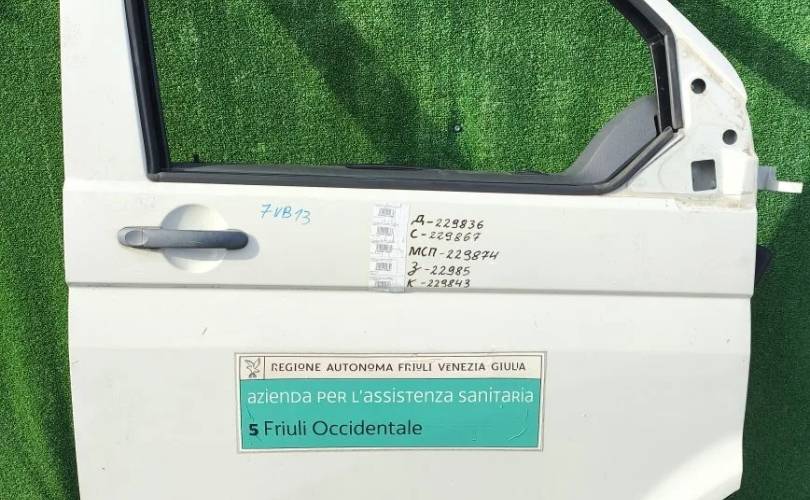 7VB13
Д-229836
С-229867
МСП-229874
З-22985
К-229843
REGIONE AUTONOMA FRIULI VENEZIA GIULIA
azienda per l'assistenza sanitaria
5 Friuli Occidentale